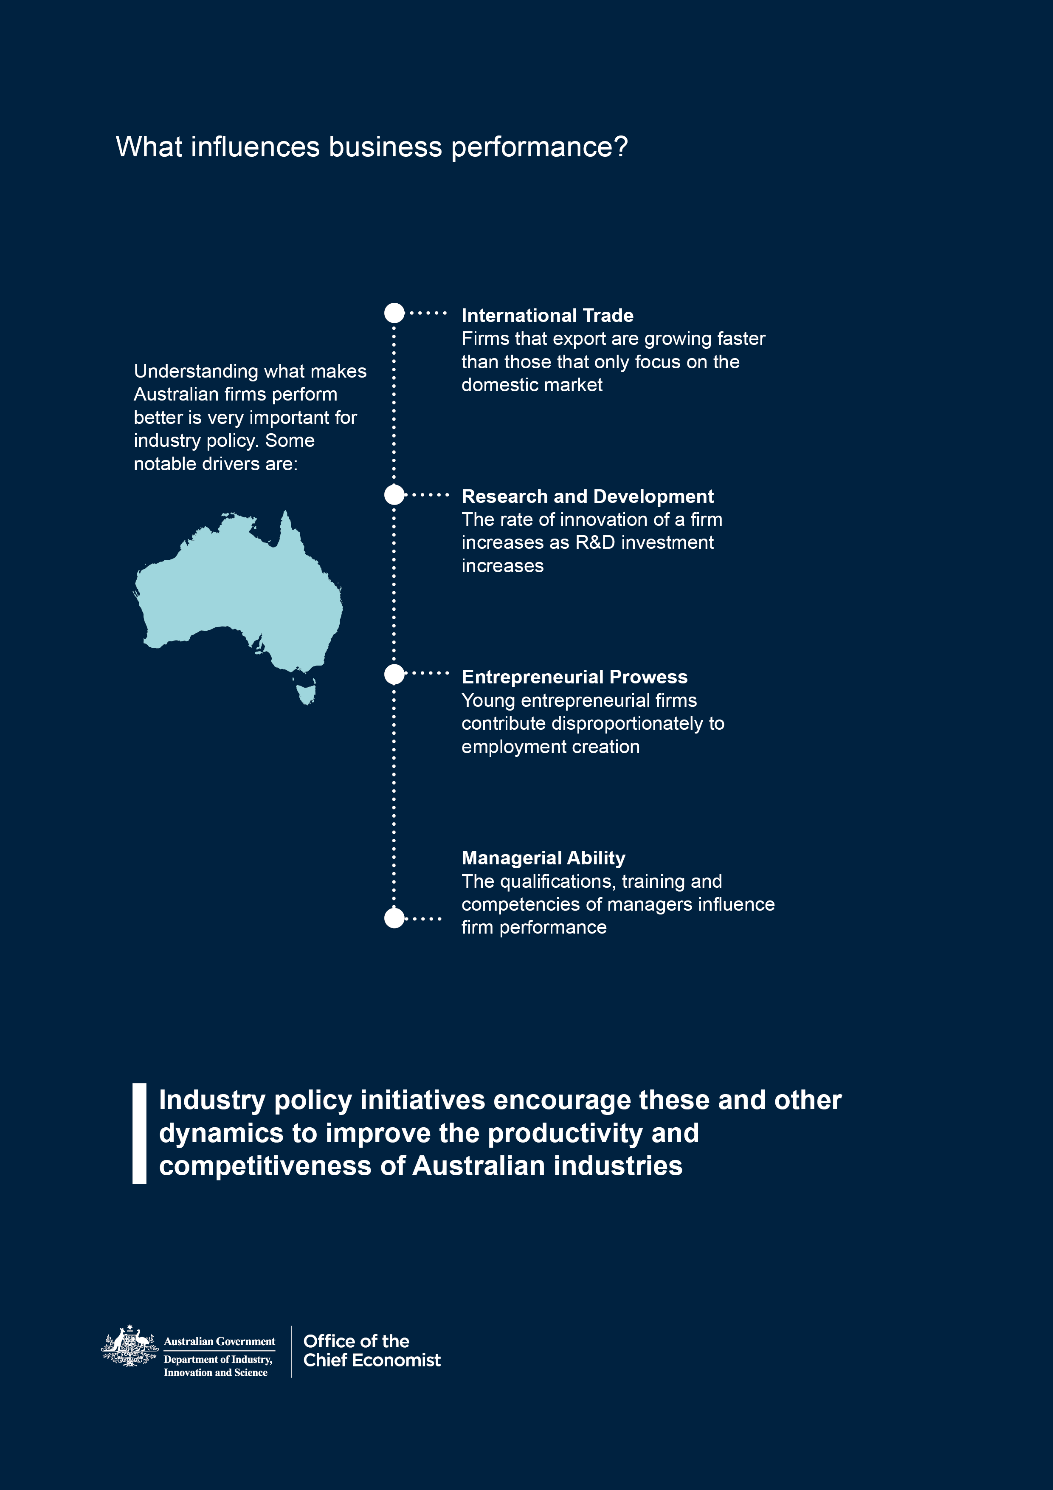 What influences business performance?
Understanding what makes
Australian firms perform
better is very important for
industry policy. Some
notable drivers are:
International Trade
Firms that export are growing faster
than those that only focus on the
domestic market
Research and Development
The rate of innovation of a firm
increases as R&D investment
increases
Entrepreneurial Prowess
Young entrepreneurial firms
contribute disproportionately to
employment creation
Managerial Ability
The qualifications, training and
competencies of managers influence
firm performance
Industry policy initiatives encourage these and other
dynamics to improve the productivity and
competitiveness of Australian industries
Australian Government
Department of Industry,
Innovation and Science
Office of the
Chief Economist